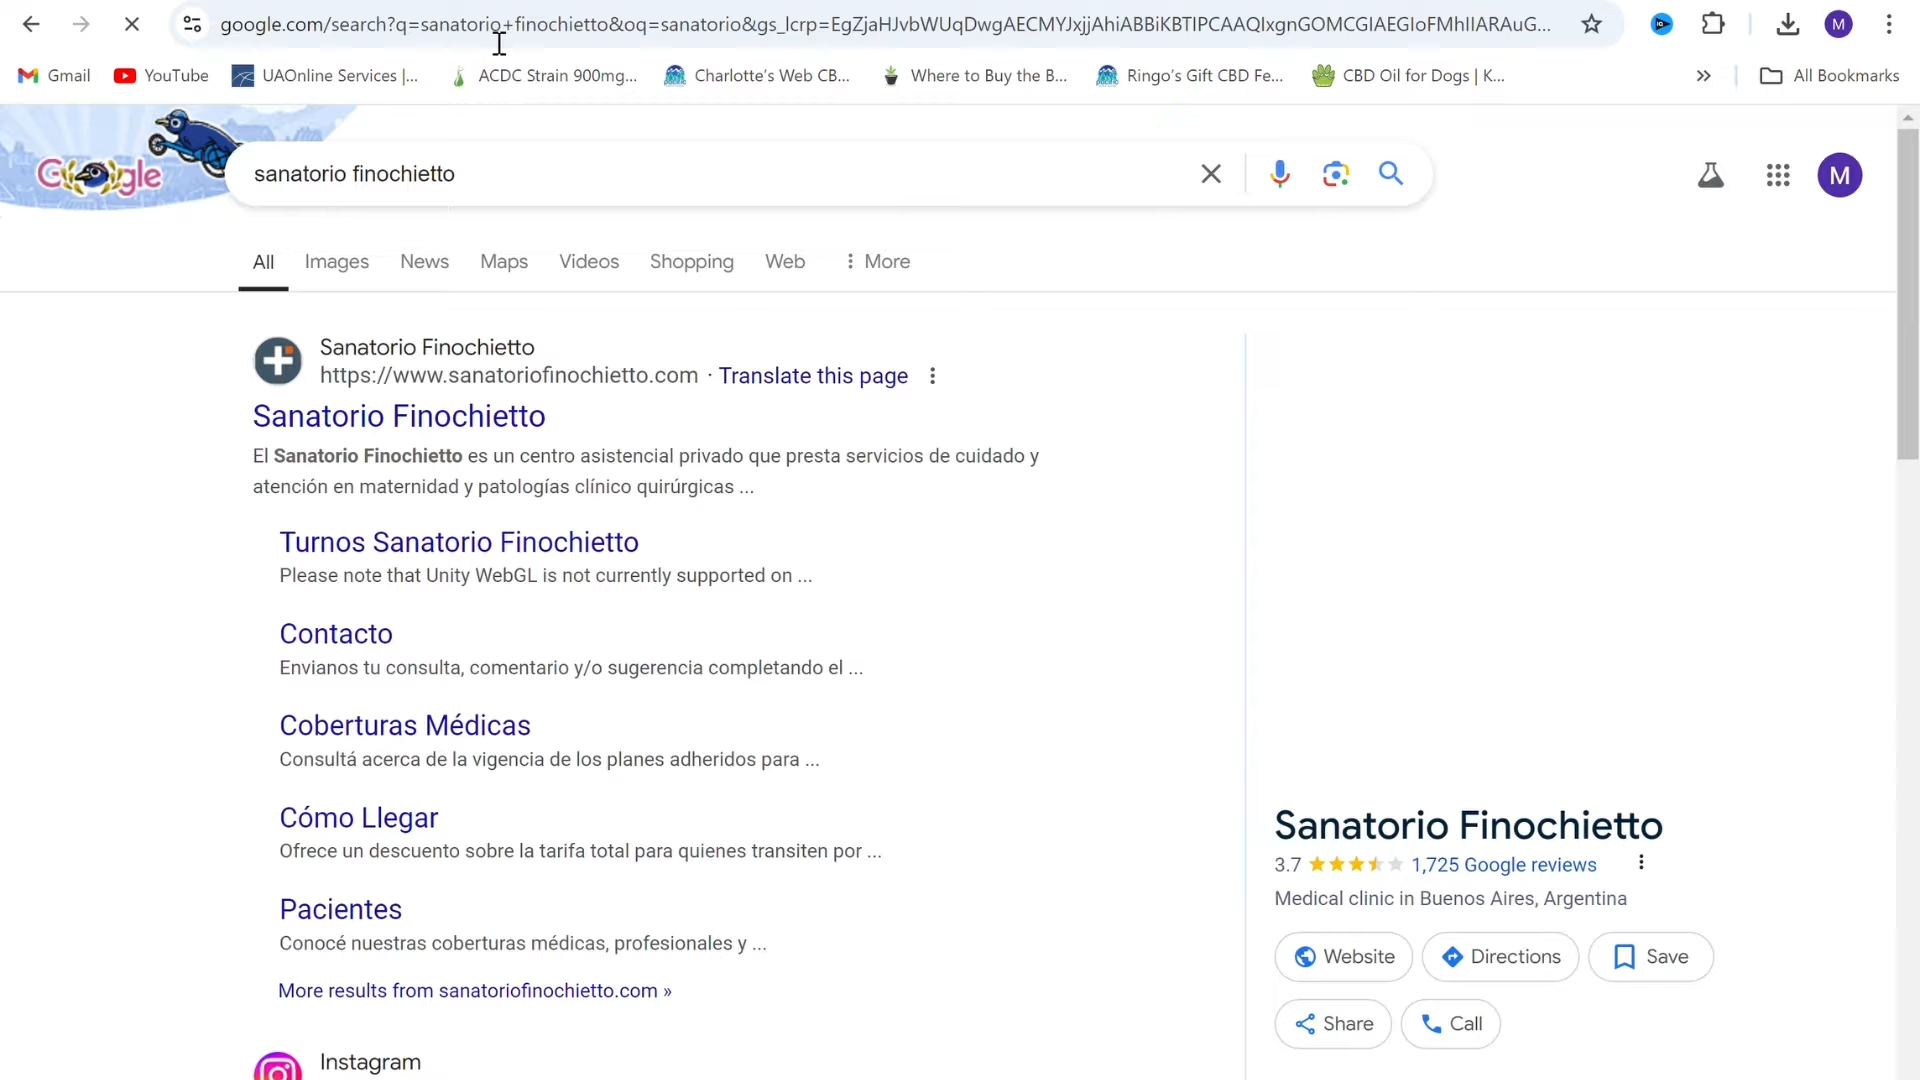 google.com/search?q=sanatorio+finochietto&oq=sanatorio&gs_lcrp=EgZjaHJvbWUqDwgAECMYJxjjAhiABBiKBTIPCAAQIxgnGOMCGIAEGIoFMhIIARAuG...
M
Gmail
YouTube
UAOnline Services |...
ACDC Strain 900mg...
Charlotte's Web CB...
Where to Buy the B...
Ringo's Gift CBD Fe...
CBD Oil for Dogs | K...
All Bookmarks
Google
sanatorio finochietto
M
All
Images
News
Maps
Videos
Shopping
Web
More
Sanatorio Finochietto
https://www.sanatoriofinochietto.com · Translate this page
Sanatorio Finochietto
El Sanatorio Finochietto es un centro asistencial privado que presta servicios de cuidado y
atención en maternidad y patologías clínico quirúrgicas ...
Turnos Sanatorio Finochietto
Please note that Unity WebGL is not currently supported on ...
Contacto
Envianos tu consulta, comentario y/o sugerencia completando el ...
Coberturas Médicas
Consultá acerca de la vigencia de los planes adheridos para ...
Cómo Llegar
Ofrece un descuento sobre la tarifa total para quienes transiten por ...
Pacientes
Conocé nuestras coberturas médicas, profesionales y ...
More results from sanatoriofinochietto.com »
Instagram
Sanatorio Finochietto
3.7 1,725 Google reviews
Medical clinic in Buenos Aires, Argentina
Website
Directions
Save
Share
Call